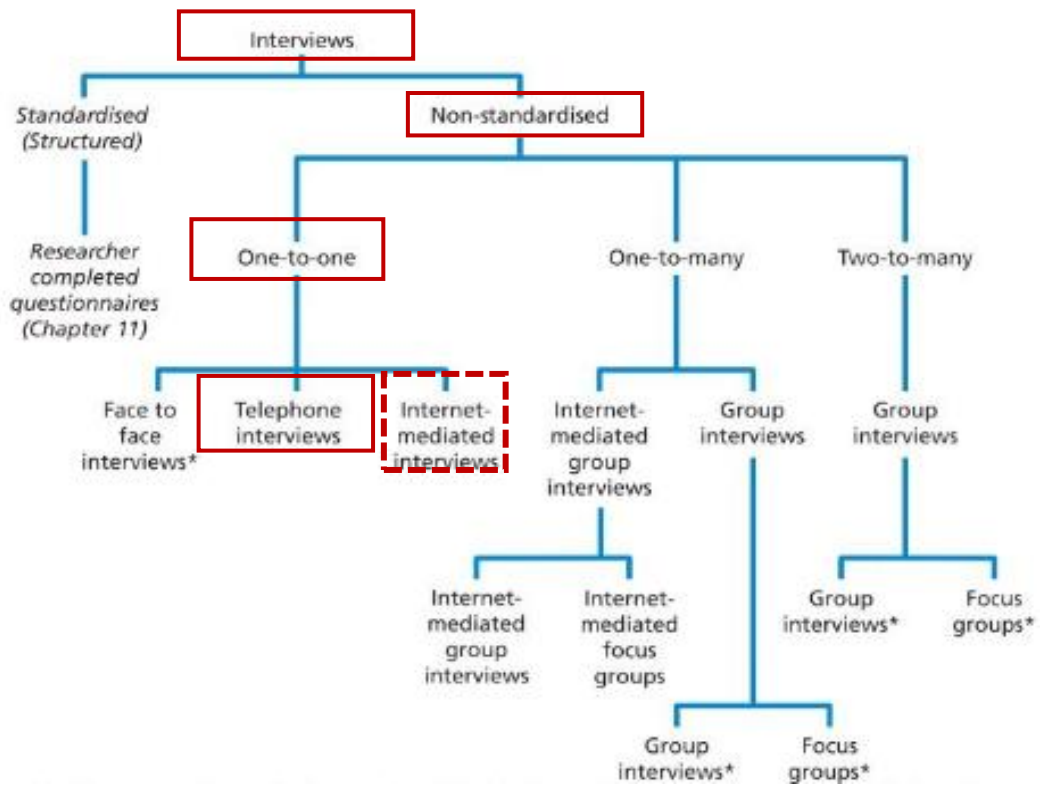 Interviews
Standardised
(Structured)
Non-standardised
Researcher
completed
questionnaires
(Chapter 11)
One-to-one
One-to-many
Two-to-many
Face to
face
interviews*
Telephone
interviews
Internet-
mediated
interviews
Internet-
mediated
group
interviews
Group
interviews
Group
interviews
Internet-
mediated
group
interviews
Internet-
mediated
focus
groups
Group
interviews*
Focus
groups*
Group
interviews*
Focus
groups*